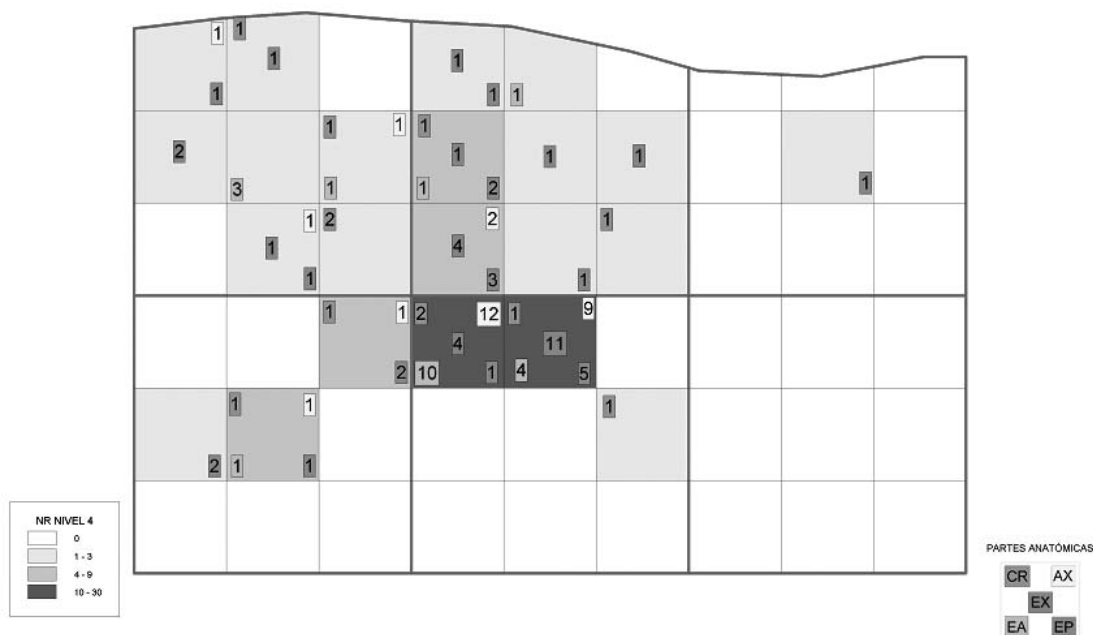 1 1
1 1
1 1 1
1 1 1
2 1 1 1 1
3 1 1 2 1
1 2 2 1
1 4
1 3 1
1 1 2 12 1 9
4 11
2 10 1 4 5
1 1 1
2 1 1
NR NIVEL 4
0
1 - 3
4 - 9
10 - 30
PARTES ANATÓMICAS
CR AX
EX
EA EP